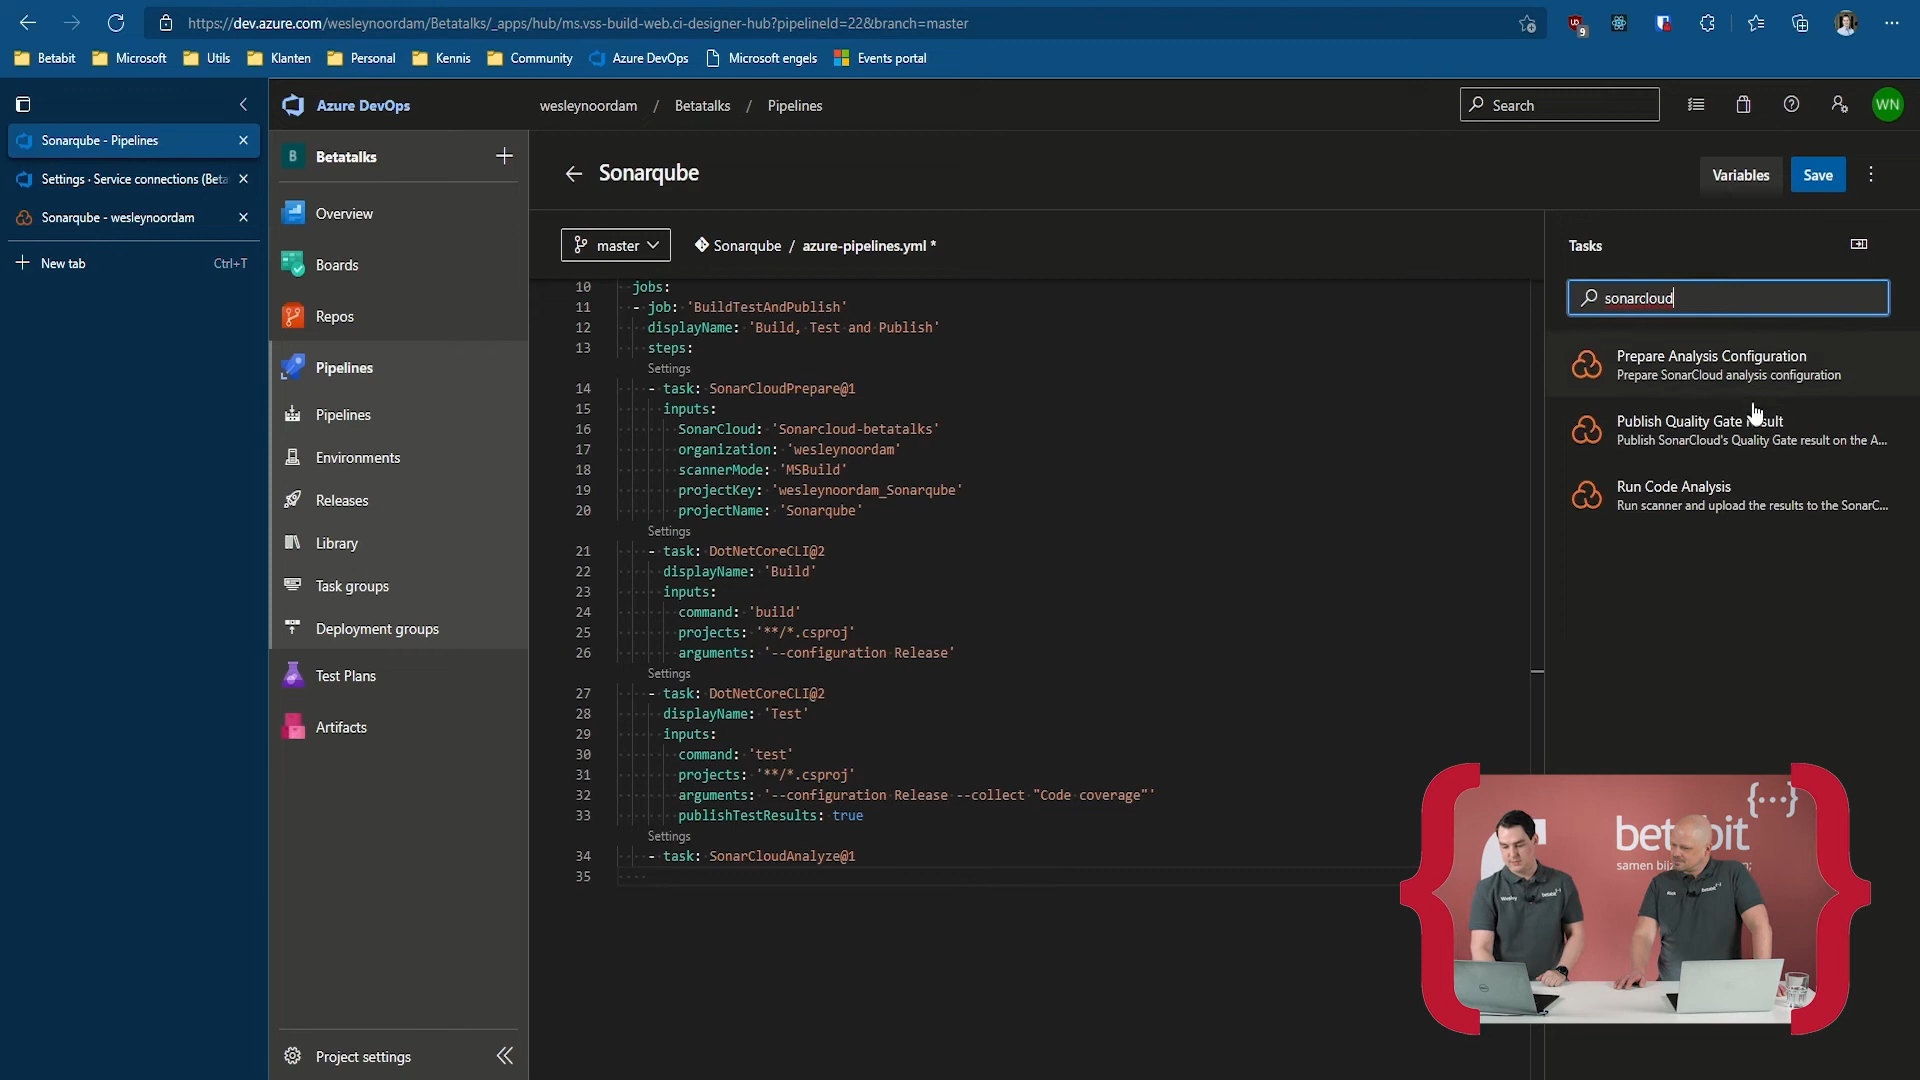 https://dev.azure.com/wesleynoordam/Betatalks/_apps/hub/ms.vss-build-web.ci-designer-hub?pipelineId=22&branch=master
9
Betabit
Microsoft
Utils
Klanten
Personal
Kennis
Community
Azure DevOps
Microsoft engels
Events portal
Sonarqube - Pipelines
Settings · Service connections (Beta
Sonarqube - wesleynoordam
New tab
Ctrl+T
Azure DevOps
wesleynoordam / Betatalks / Pipelines
Search
WN
B
Betatalks
Overview
Boards
Repos
Pipelines
Pipelines
Environments
Releases
Library
Task groups
Deployment groups
Test Plans
Artifacts
Project settings
Sonarqube
Variables
Save
master
Sonarqube / azure-pipelines.yml *
10 jobs:
11 - job: 'BuildTestAndPublish'
12 displayName: 'Build, Test and Publish'
13 steps:
Settings
14 - task: SonarCloudPrepare@1
15 inputs:
16 SonarCloud: 'Sonarcloud-betatalks'
17 organization: 'wesleynoordam'
18 scannerMode: 'MSBuild'
19 projectKey: 'wesleynoordam_Sonarqube'
20 projectName: 'Sonarqube'
Settings
21 - task: DotNetCoreCLI@2
22 displayName: 'Build'
23 inputs:
24 command: 'build'
25 projects: '**/*.csproj'
26 arguments: '--configuration Release'
Settings
27 - task: DotNetCoreCLI@2
28 displayName: 'Test'
29 inputs:
30 command: 'test'
31 projects: '**/*.csproj'
32 arguments: '--configuration Release --collect "Code coverage"'
33 publishTestResults: true
Settings
34 - task: SonarCloudAnalyze@1
35
Tasks
sonarcloud
Prepare Analysis Configuration
Prepare SonarCloud analysis configuration
Publish Quality Gate
Publish SonarCloud's Quality Gate result on the A...
Run Code Analysis
Run scanner and upload the results to the SonarC...
{...}
samen
Wesley
betabit
Rick
betabit